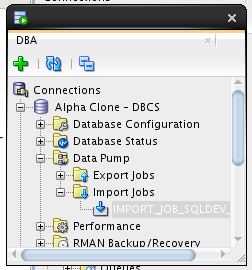 DBA
Connections
Alpha Clone - DBCS
Database Configuration
Database Status
Data Pump
Export Jobs
Import Jobs
IMPORT_JOB_SQLDEV_
Performance
RMAN Backup/Recovery